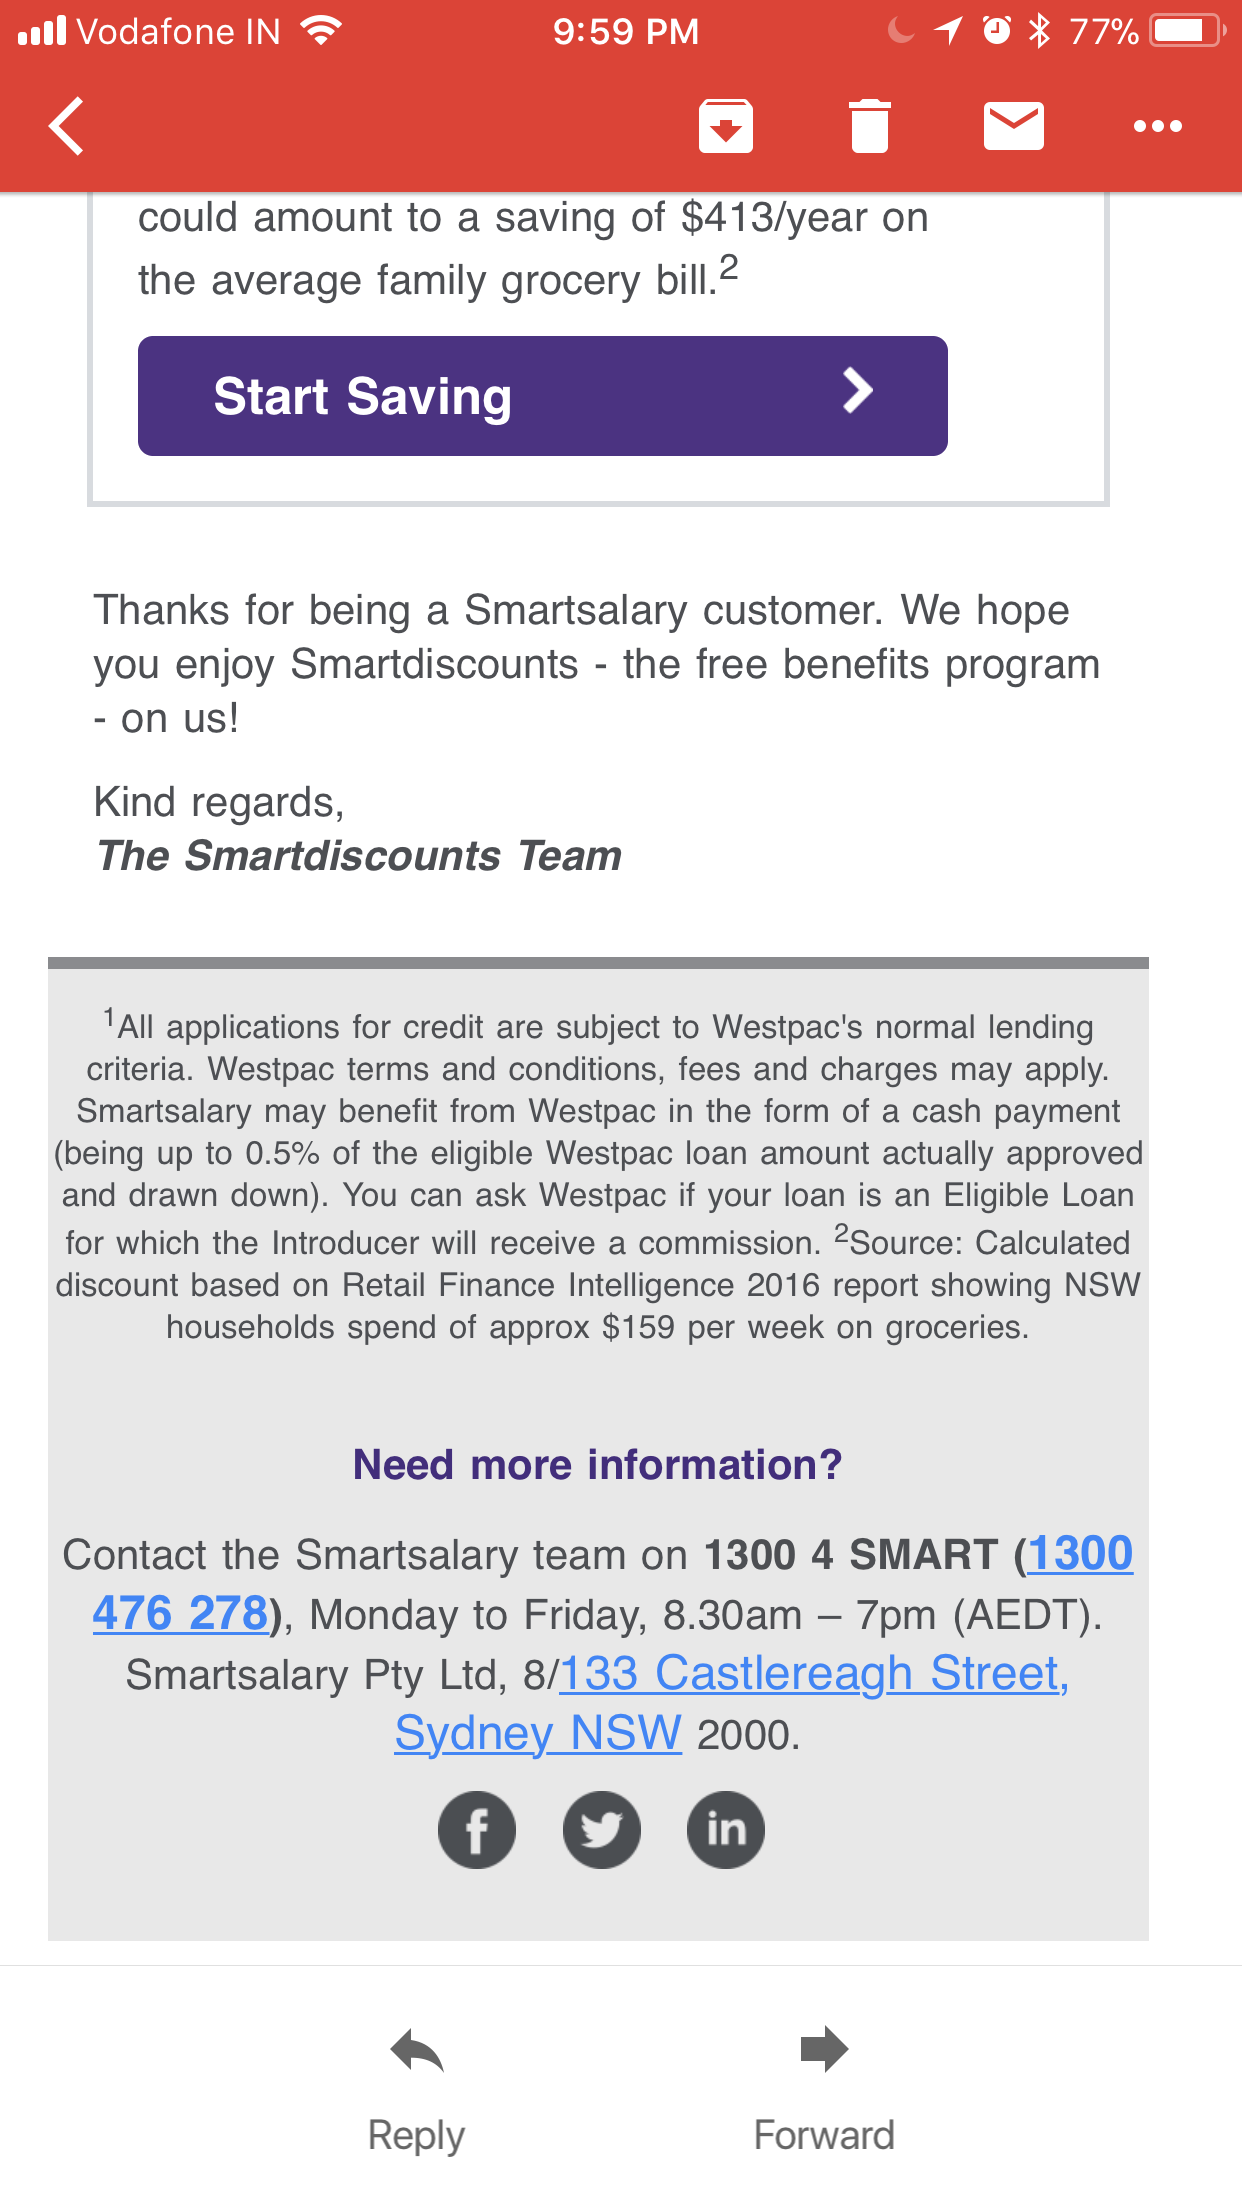 Vodafone IN 9:59 PM 77%
could amount to a saving of $413/year on
the average family grocery bill.2
Start Saving
Thanks for being a Smartsalary customer. We hope
you enjoy Smartdiscounts - the free benefits program
- on us!
Kind regards,
The Smartdiscounts Team
1All applications for credit are subject to Westpac's normal lending
criteria. Westpac terms and conditions, fees and charges may apply.
Smartsalary may benefit from Westpac in the form of a cash payment
(being up to 0.5% of the eligible Westpac loan amount actually approved
and drawn down). You can ask Westpac if your loan is an Eligible Loan
for which the Introducer will receive a commission. 2Source: Calculated
discount based on Retail Finance Intelligence 2016 report showing NSW
households spend of approx $159 per week on groceries.
Need more information?
Contact the Smartsalary team on 1300 4 SMART (1300
476 278), Monday to Friday, 8.30am – 7pm (AEDT).
Smartsalary Pty Ltd, 8/133 Castlereagh Street,
Sydney NSW 2000.
f in
Reply Forward